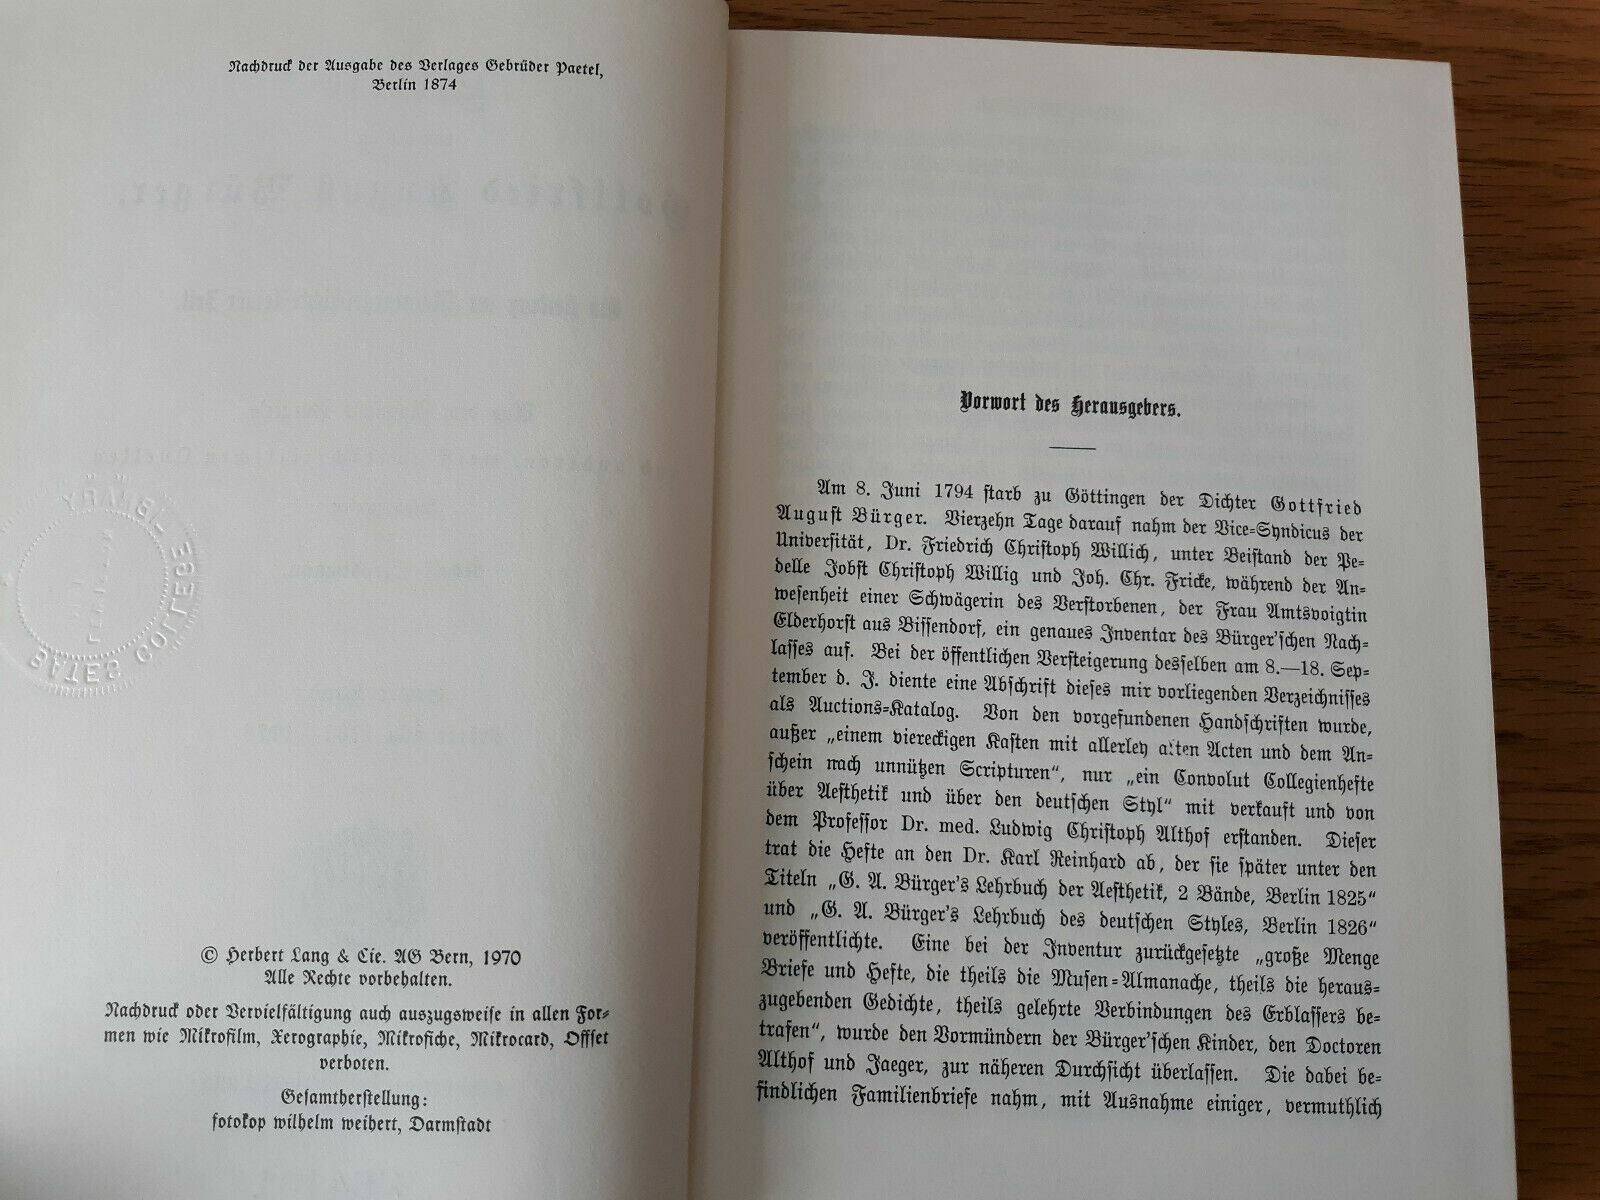 Nachdruck der Ausgabe des Verlages Gebrüder Paetel,
Berlin 1874
© Herbert Lang & Cie. AG Bern, 1970
Alle Rechte vorbehalten.
Nachdruck oder Vervielfältigung auch auszugsweise in allen For-
men wie Mikrofilm, Xerographie, Mikrofiche, Mikrocard, Offset
verboten.
Gesamtherstellung:
fotokop wilhelm weihert, Darmstadt
BATES COLLEGE LIBRARY
Vorwort des Herausgebers.
Am 8. Juni 1794 starb zu Göttingen der Dichter Gottfried
August Bürger. Vierzehn Tage darauf nahm der Vice-Syndicus der
Universität, Dr. Friedrich Christoph Willich, unter Beistand der Pe-
delle Jobst Christoph Willig und Joh. Chr. Fricke, während der An-
wesenheit einer Schwägerin des Verstorbenen, der Frau Amtsvoigtin
Elderhorst aus Bissendorf, ein genaues Inventar des Bürger'schen Nach-
lasses auf. Bei der öffentlichen Versteigerung desselben am 8.—18. Sep-
tember d. J. diente eine Abschrift dieses mir vorliegenden Verzeichnisses
als Auctions-Katalog. Von den vorgefundenen Handschriften wurde,
außer „einem viereckigen Kasten mit allerley alten Acten und dem An-
schein nach unnützen Scripturen“, nur „ein Convolut Collegienhefte
über Aesthetik und über den deutschen Styl“ mit verkauft und von
dem Professor Dr. med. Ludwig Christoph Althof erstanden. Dieser
trat die Hefte an den Dr. Karl Reinhard ab, der sie später unter den
Titeln „G. A. Bürger's Lehrbuch der Aesthetik, 2 Bände, Berlin 1825“
und „G. A. Bürger's Lehrbuch des deutschen Styles, Berlin 1826“
veröffentlichte. Eine bei der Inventur zurückgesetzte „große Menge
Briefe und Hefte, die theils die Musen-Almanache, theils die heraus-
zugebenden Gedichte, theils gelehrte Verbindungen des Erblassers be-
trafen“, wurde den Vormündern der Bürger'schen Kinder, den Doctoren
Althof und Jaeger, zur näheren Durchsicht überlassen. Die dabei be-
findlichen Familienbriefe nahm, mit Ausnahme einiger, vermuthlich